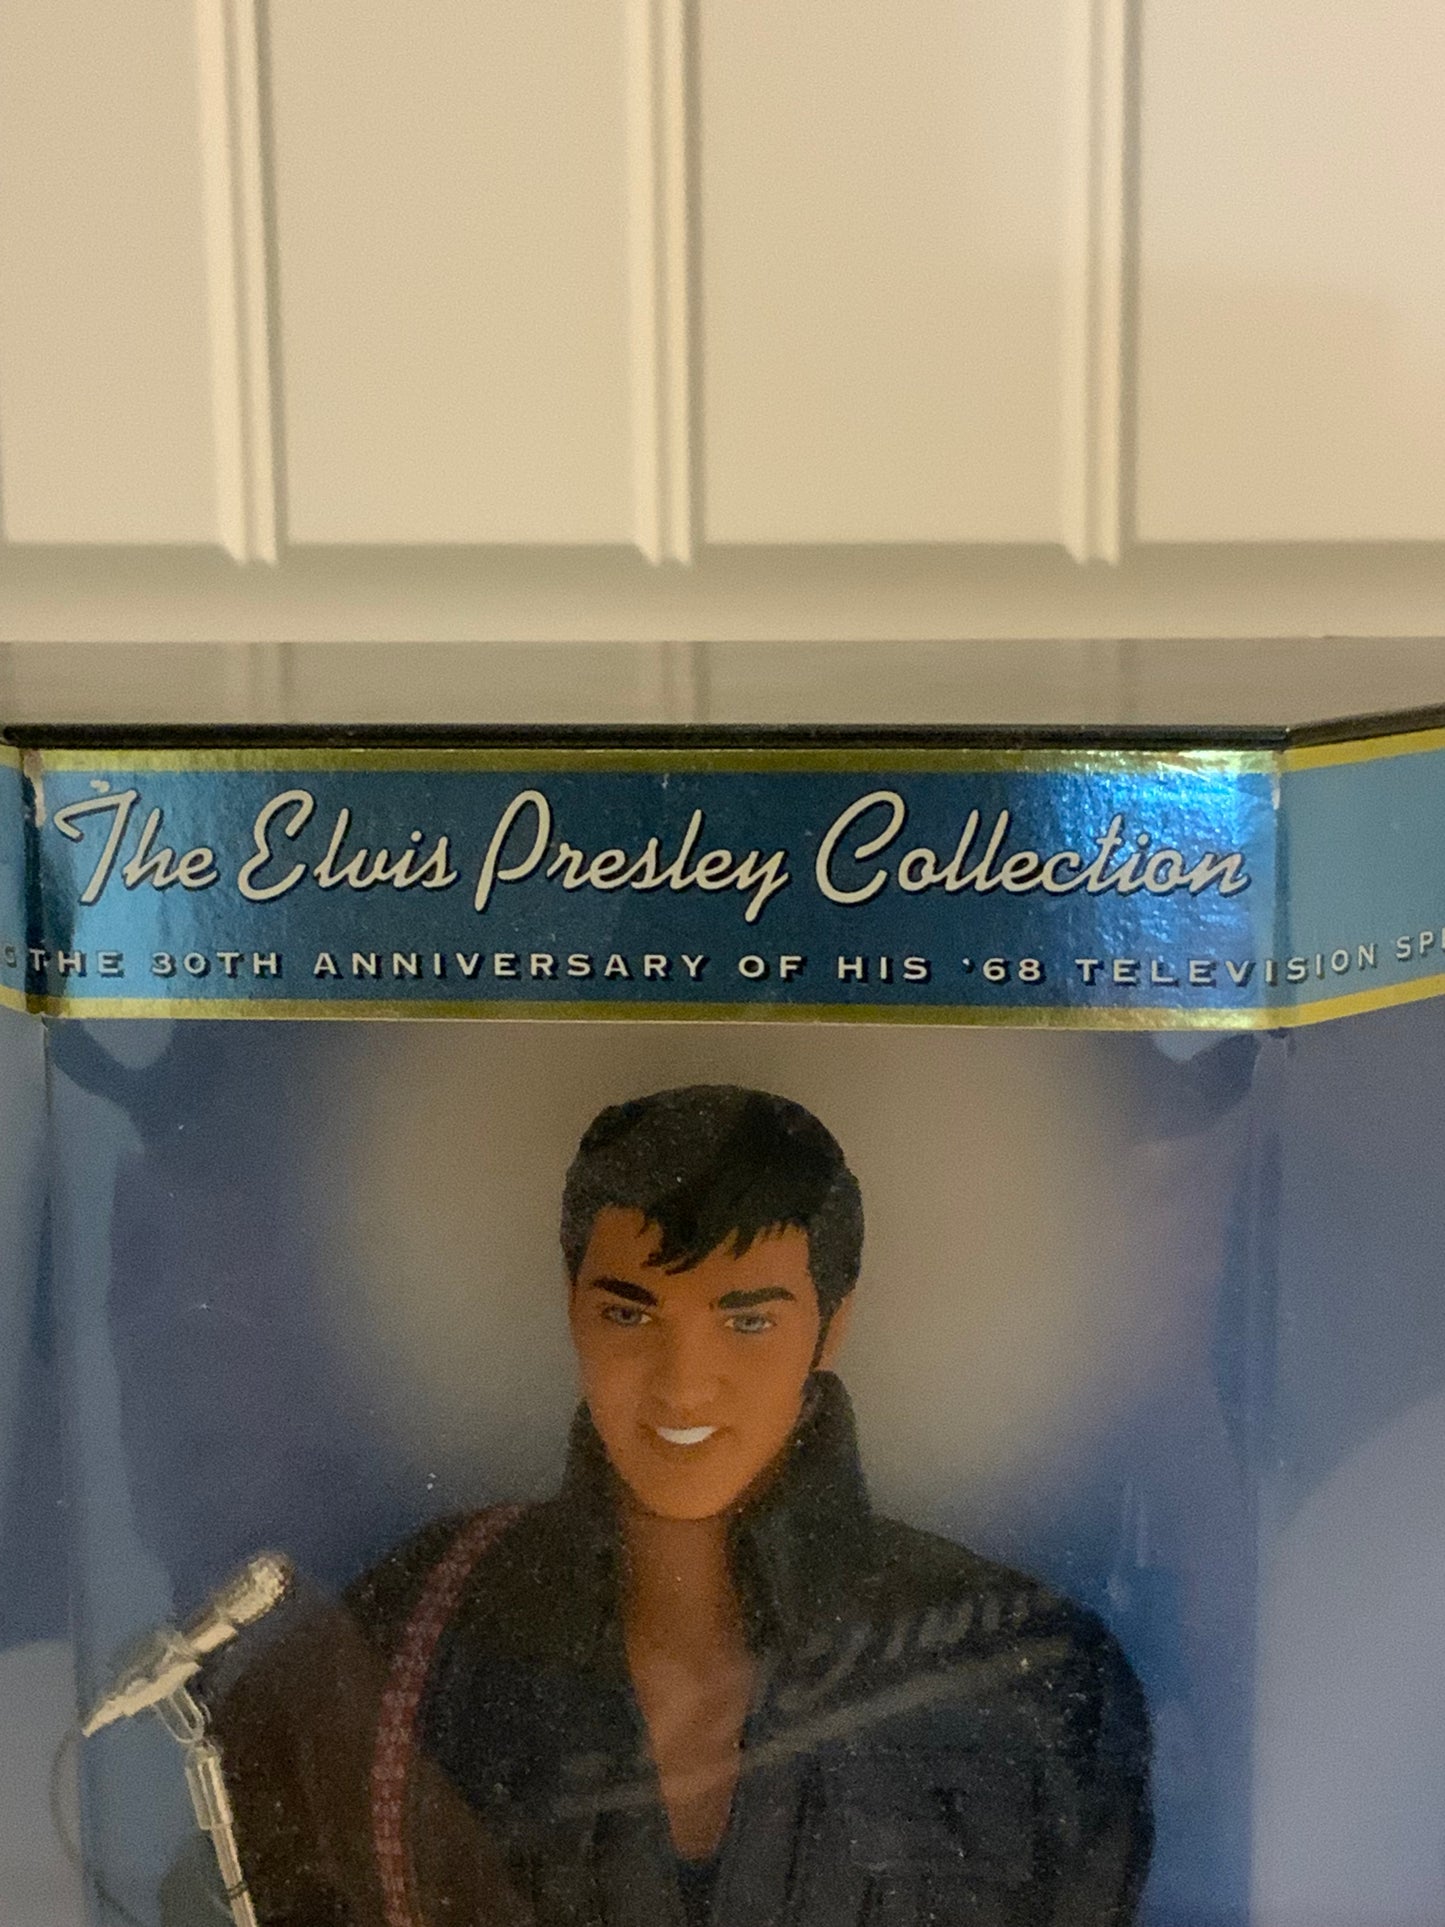 The Elvis Presley Collection
THE 30TH ANNIVERSARY OF HIS '68 TELEVISION